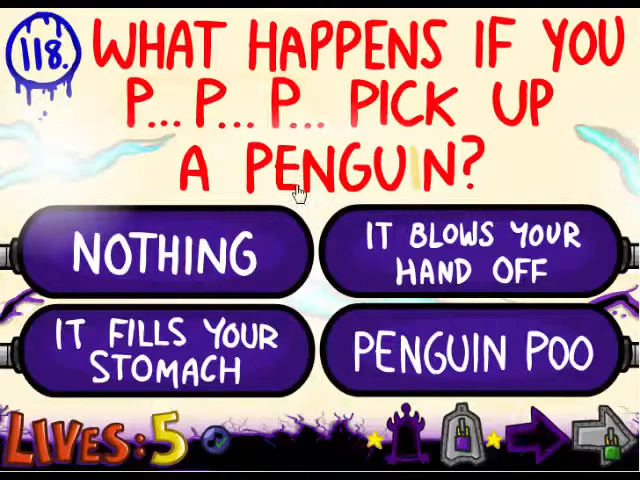 118.
WHAT HAPPENS IF YOU
P... P... P... PICK UP
A PENGUIN?
NOTHING
IT BLOWS YOUR
HAND OFF
IT FILLS YOUR
STOMACH
PENGUIN POO
LIVES:5